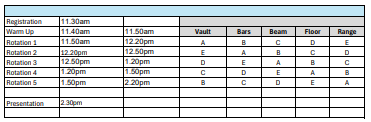 Registration 11.30am
Warm Up 11.40am 11.50am Vault Bars Beam Floor Range
Rotation 1 11.50am 12.20pm A B C D E
Rotation 2 12.20pm 12.50pm E A B C D
Rotation 3 12.50pm 1.20pm D E A B C
Rotation 4 1.20pm 1.50pm C D E A B
Rotation 5 1.50pm 2.20pm B C D E A
Presentation 2.30pm